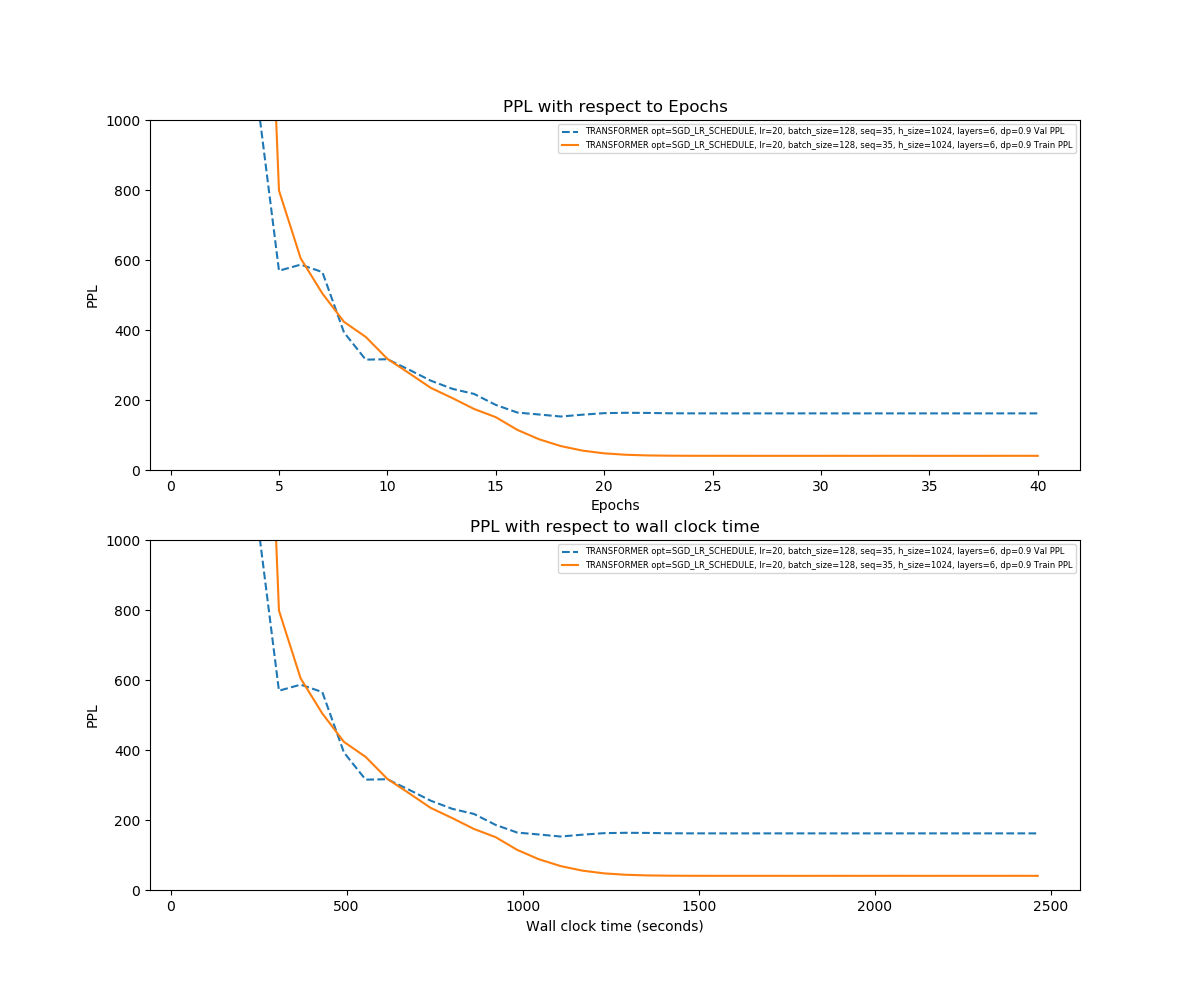 PPL with respect to Epochs
1000
800
600
400
200
0
PPL
TRANSFORMER opt=SGD_LR_SCHEDULE, lr=20, batch_size=128, seq=35, h_size=1024, layers=6, dp=0.9 Val PPL
TRANSFORMER opt=SGD_LR_SCHEDULE, lr=20, batch_size=128, seq=35, h_size=1024, layers=6, dp=0.9 Train PPL
0 5 10 15 20 25 30 35 40
Epochs
PPL with respect to wall clock time
1000
800
600
400
200
0
PPL
TRANSFORMER opt=SGD_LR_SCHEDULE, lr=20, batch_size=128, seq=35, h_size=1024, layers=6, dp=0.9 Val PPL
TRANSFORMER opt=SGD_LR_SCHEDULE, lr=20, batch_size=128, seq=35, h_size=1024, layers=6, dp=0.9 Train PPL
0 500 1000 1500 2000 2500
Wall clock time (seconds)